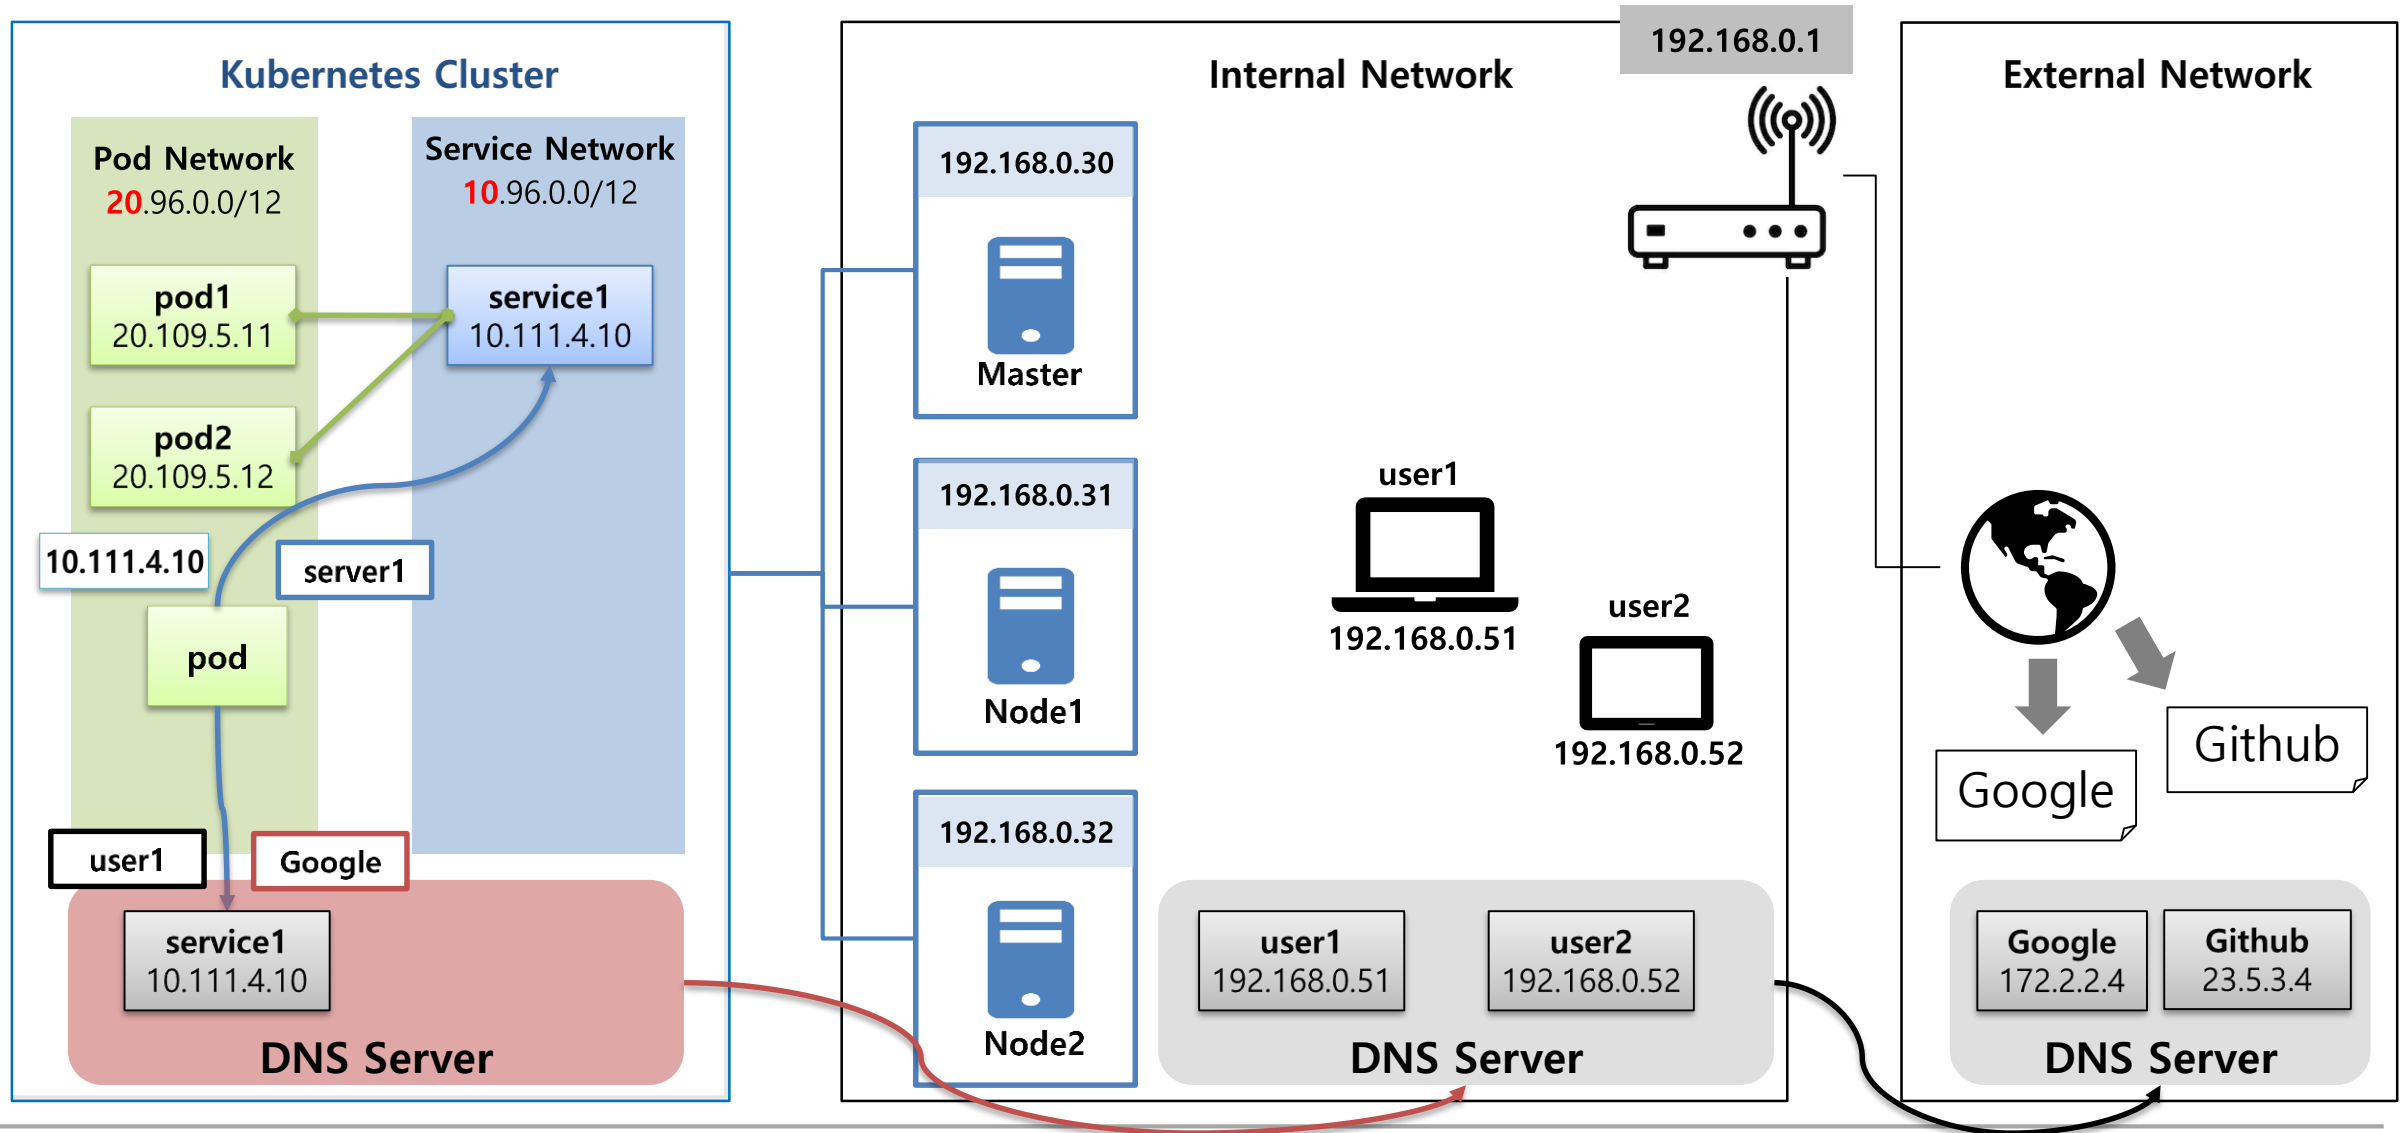 Kubernetes Cluster
Pod Network
20.96.0.0/12
Service Network
10.96.0.0/12
pod1
20.109.5.11
service1
10.111.4.10
pod2
20.109.5.12
10.111.4.10
server1
pod
user1
Google
service1
10.111.4.10
DNS Server
Internal Network
192.168.0.1
192.168.0.30
Master
192.168.0.31
Node1
192.168.0.32
Node2
user1
192.168.0.51
user2
192.168.0.52
user1
192.168.0.51
user2
192.168.0.52
DNS Server
External Network
Google
Github
Google
172.2.2.4
Github
23.5.3.4
DNS Server